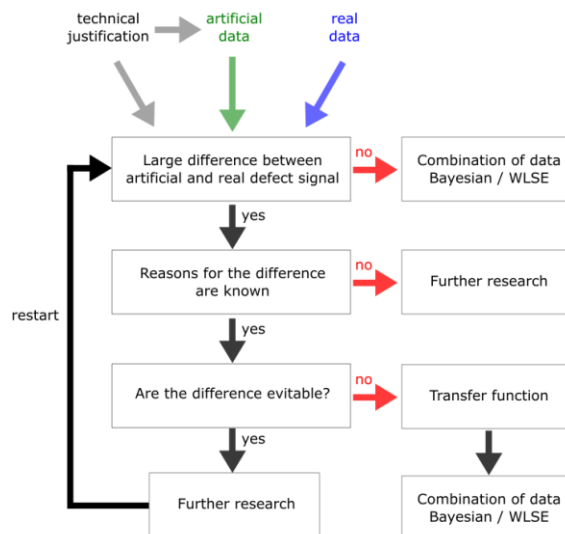 technical
justification
artificial
data
real
data
Large difference between
artificial and real defect signal
no
Combination of data
Bayesian / WLSE
yes
Reasons for the difference
are known
no
Further research
restart
yes
Are the difference evitable?
no
Transfer function
yes
Further research
Combination of data
Bayesian / WLSE